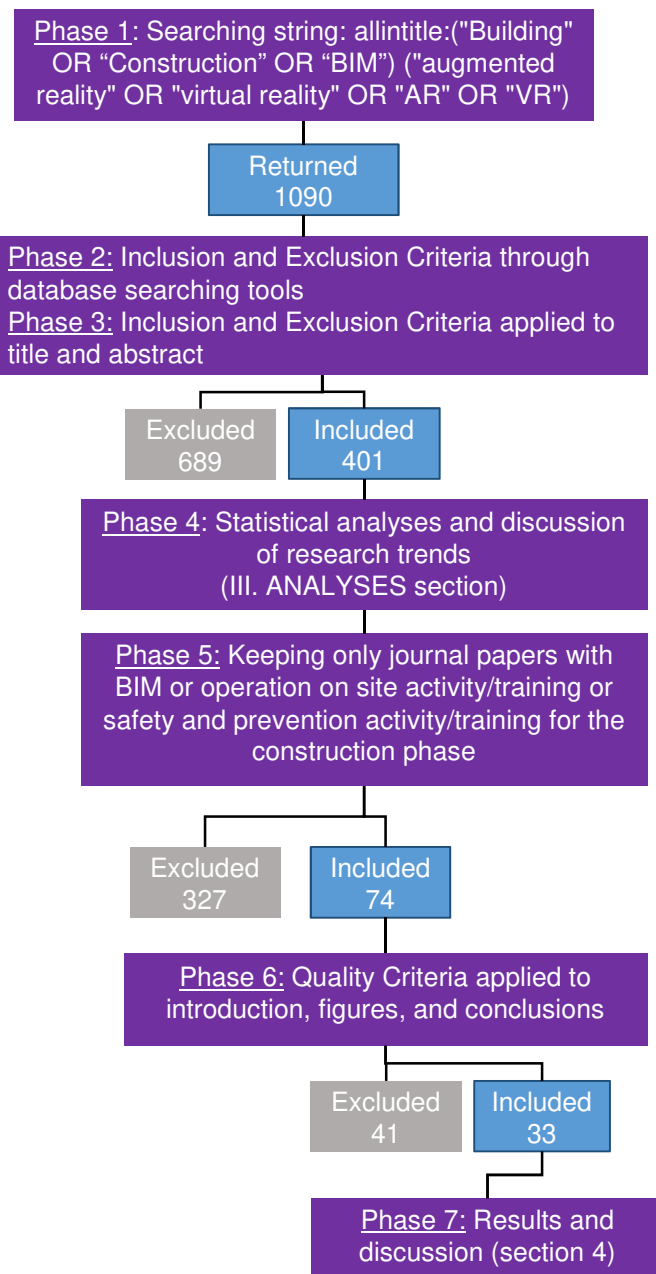 Phase 1: Searching string: allintitle:("Building"
OR “Construction” OR “BIM”) ("augmented
reality" OR "virtual reality" OR "AR" OR "VR")
Returned
1090
Phase 2: Inclusion and Exclusion Criteria through
database searching tools
Phase 3: Inclusion and Exclusion Criteria applied to
title and abstract
Excluded
689
Included
401
Phase 4: Statistical analyses and discussion
of research trends
(III. ANALYSES section)
Phase 5: Keeping only journal papers with
BIM or operation on site activity/training or
safety and prevention activity/training for the
construction phase
Excluded
327
Included
74
Phase 6: Quality Criteria applied to
introduction, figures, and conclusions
Excluded
41
Included
33
Phase 7: Results and
discussion (section 4)